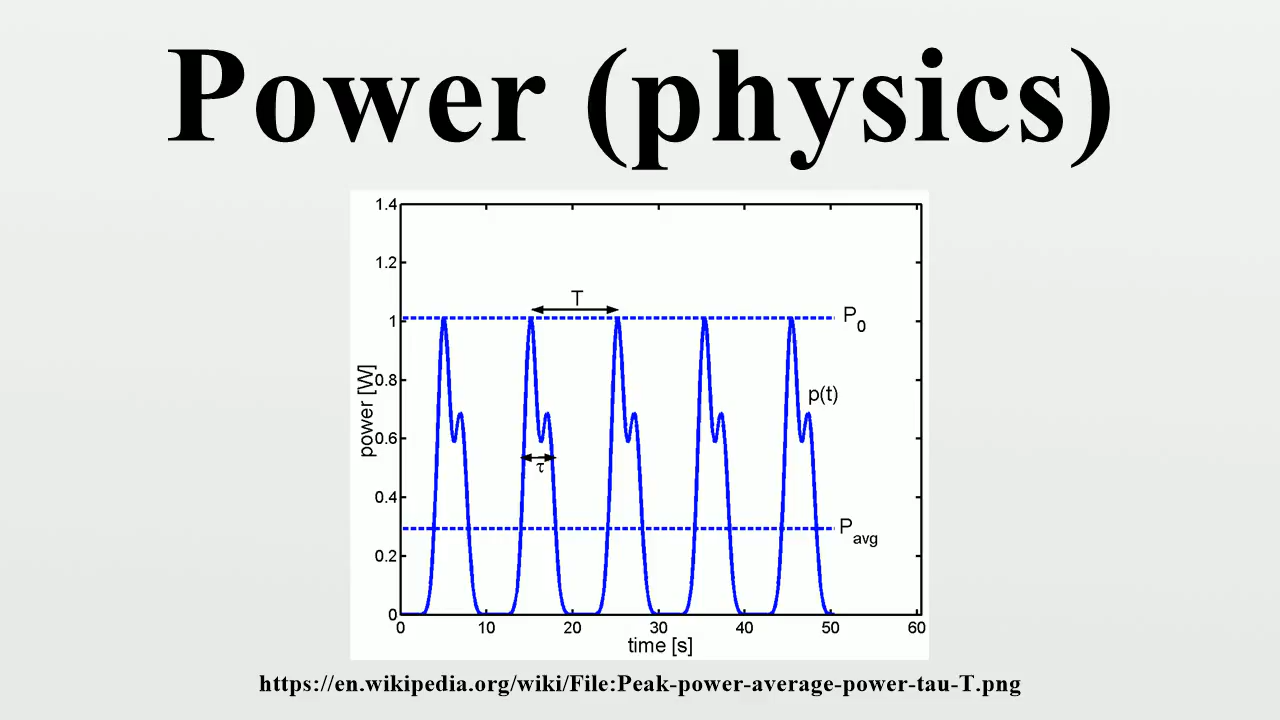 Power (physics)
1.4
1.2
T
1
P0
0.8
p(t)
power [W]
0.6
τ
0.4
Pavg
0.2
0
0 10 20 30 40 50 60
time [s]
https://en.wikipedia.org/wiki/File:Peak-power-average-power-tau-T.png